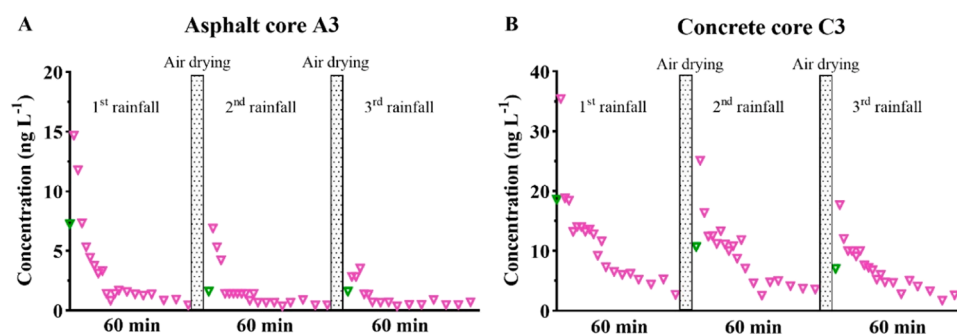 A
Asphalt core A3
Air drying
Air drying
Concentration (ng L⁻¹)
20
15
10
5
0
1st rainfall
2nd rainfall
3rd rainfall
60 min
60 min
60 min
B
Concrete core C3
Air drying
Air drying
Concentration (ng L⁻¹)
40
30
20
10
0
1st rainfall
2nd rainfall
3rd rainfall
60 min
60 min
60 min